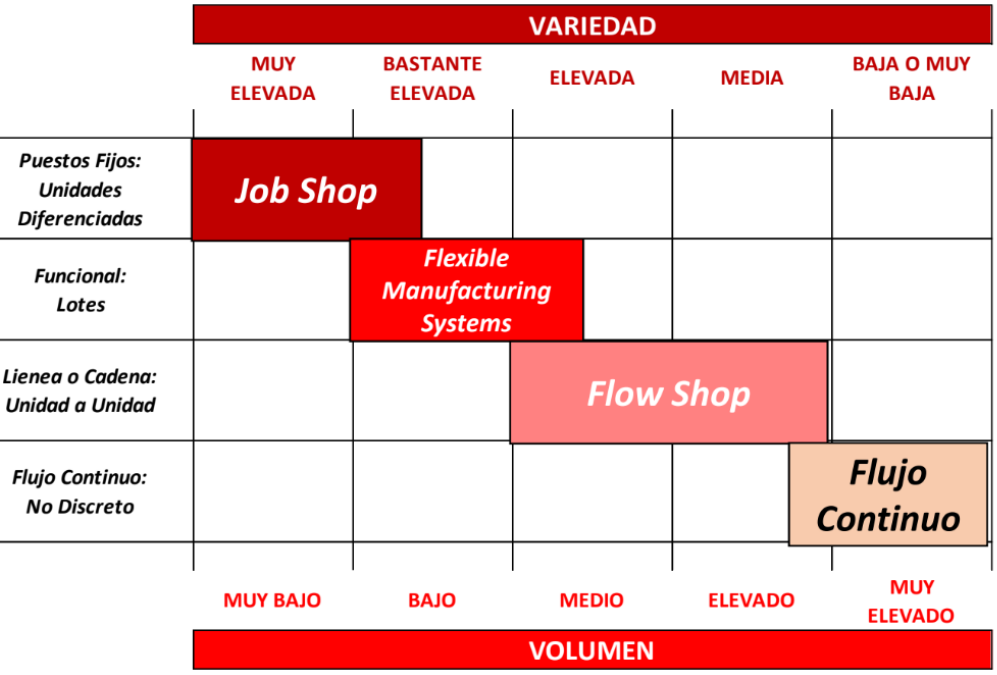 VARIEDAD
MUY
ELEVADA
BASTANTE
ELEVADA
ELEVADA
MEDIA
BAJA O MUY
BAJA
Puestos Fijos:
Unidades
Diferenciadas
Job Shop
Funcional:
Lotes
Flexible
Manufacturing
Systems
Lienea o Cadena:
Unidad a Unidad
Flow Shop
Flujo Continuo:
No Discreto
Flujo
Continuo
MUY BAJO
BAJO
MEDIO
ELEVADO
MUY
ELEVADO
VOLUMEN